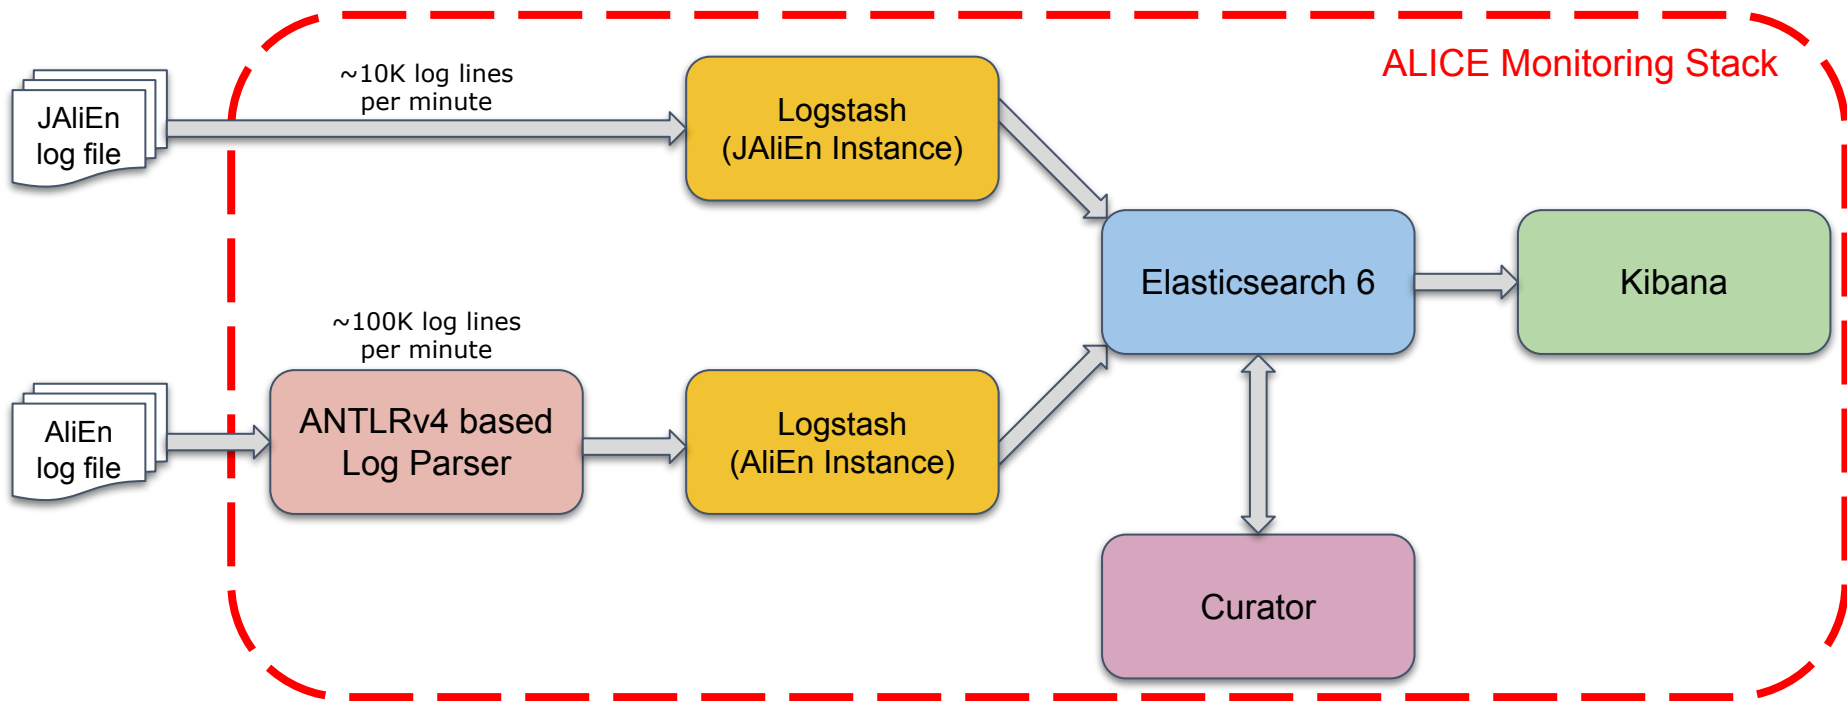 ALICE Monitoring Stack
JAliEn
log file
~10K log lines
per minute
Logstash
(JAliEn Instance)
Elasticsearch 6
Kibana
AliEn
log file
~100K log lines
per minute
ANTLRv4 based
Log Parser
Logstash
(AliEn Instance)
Curator